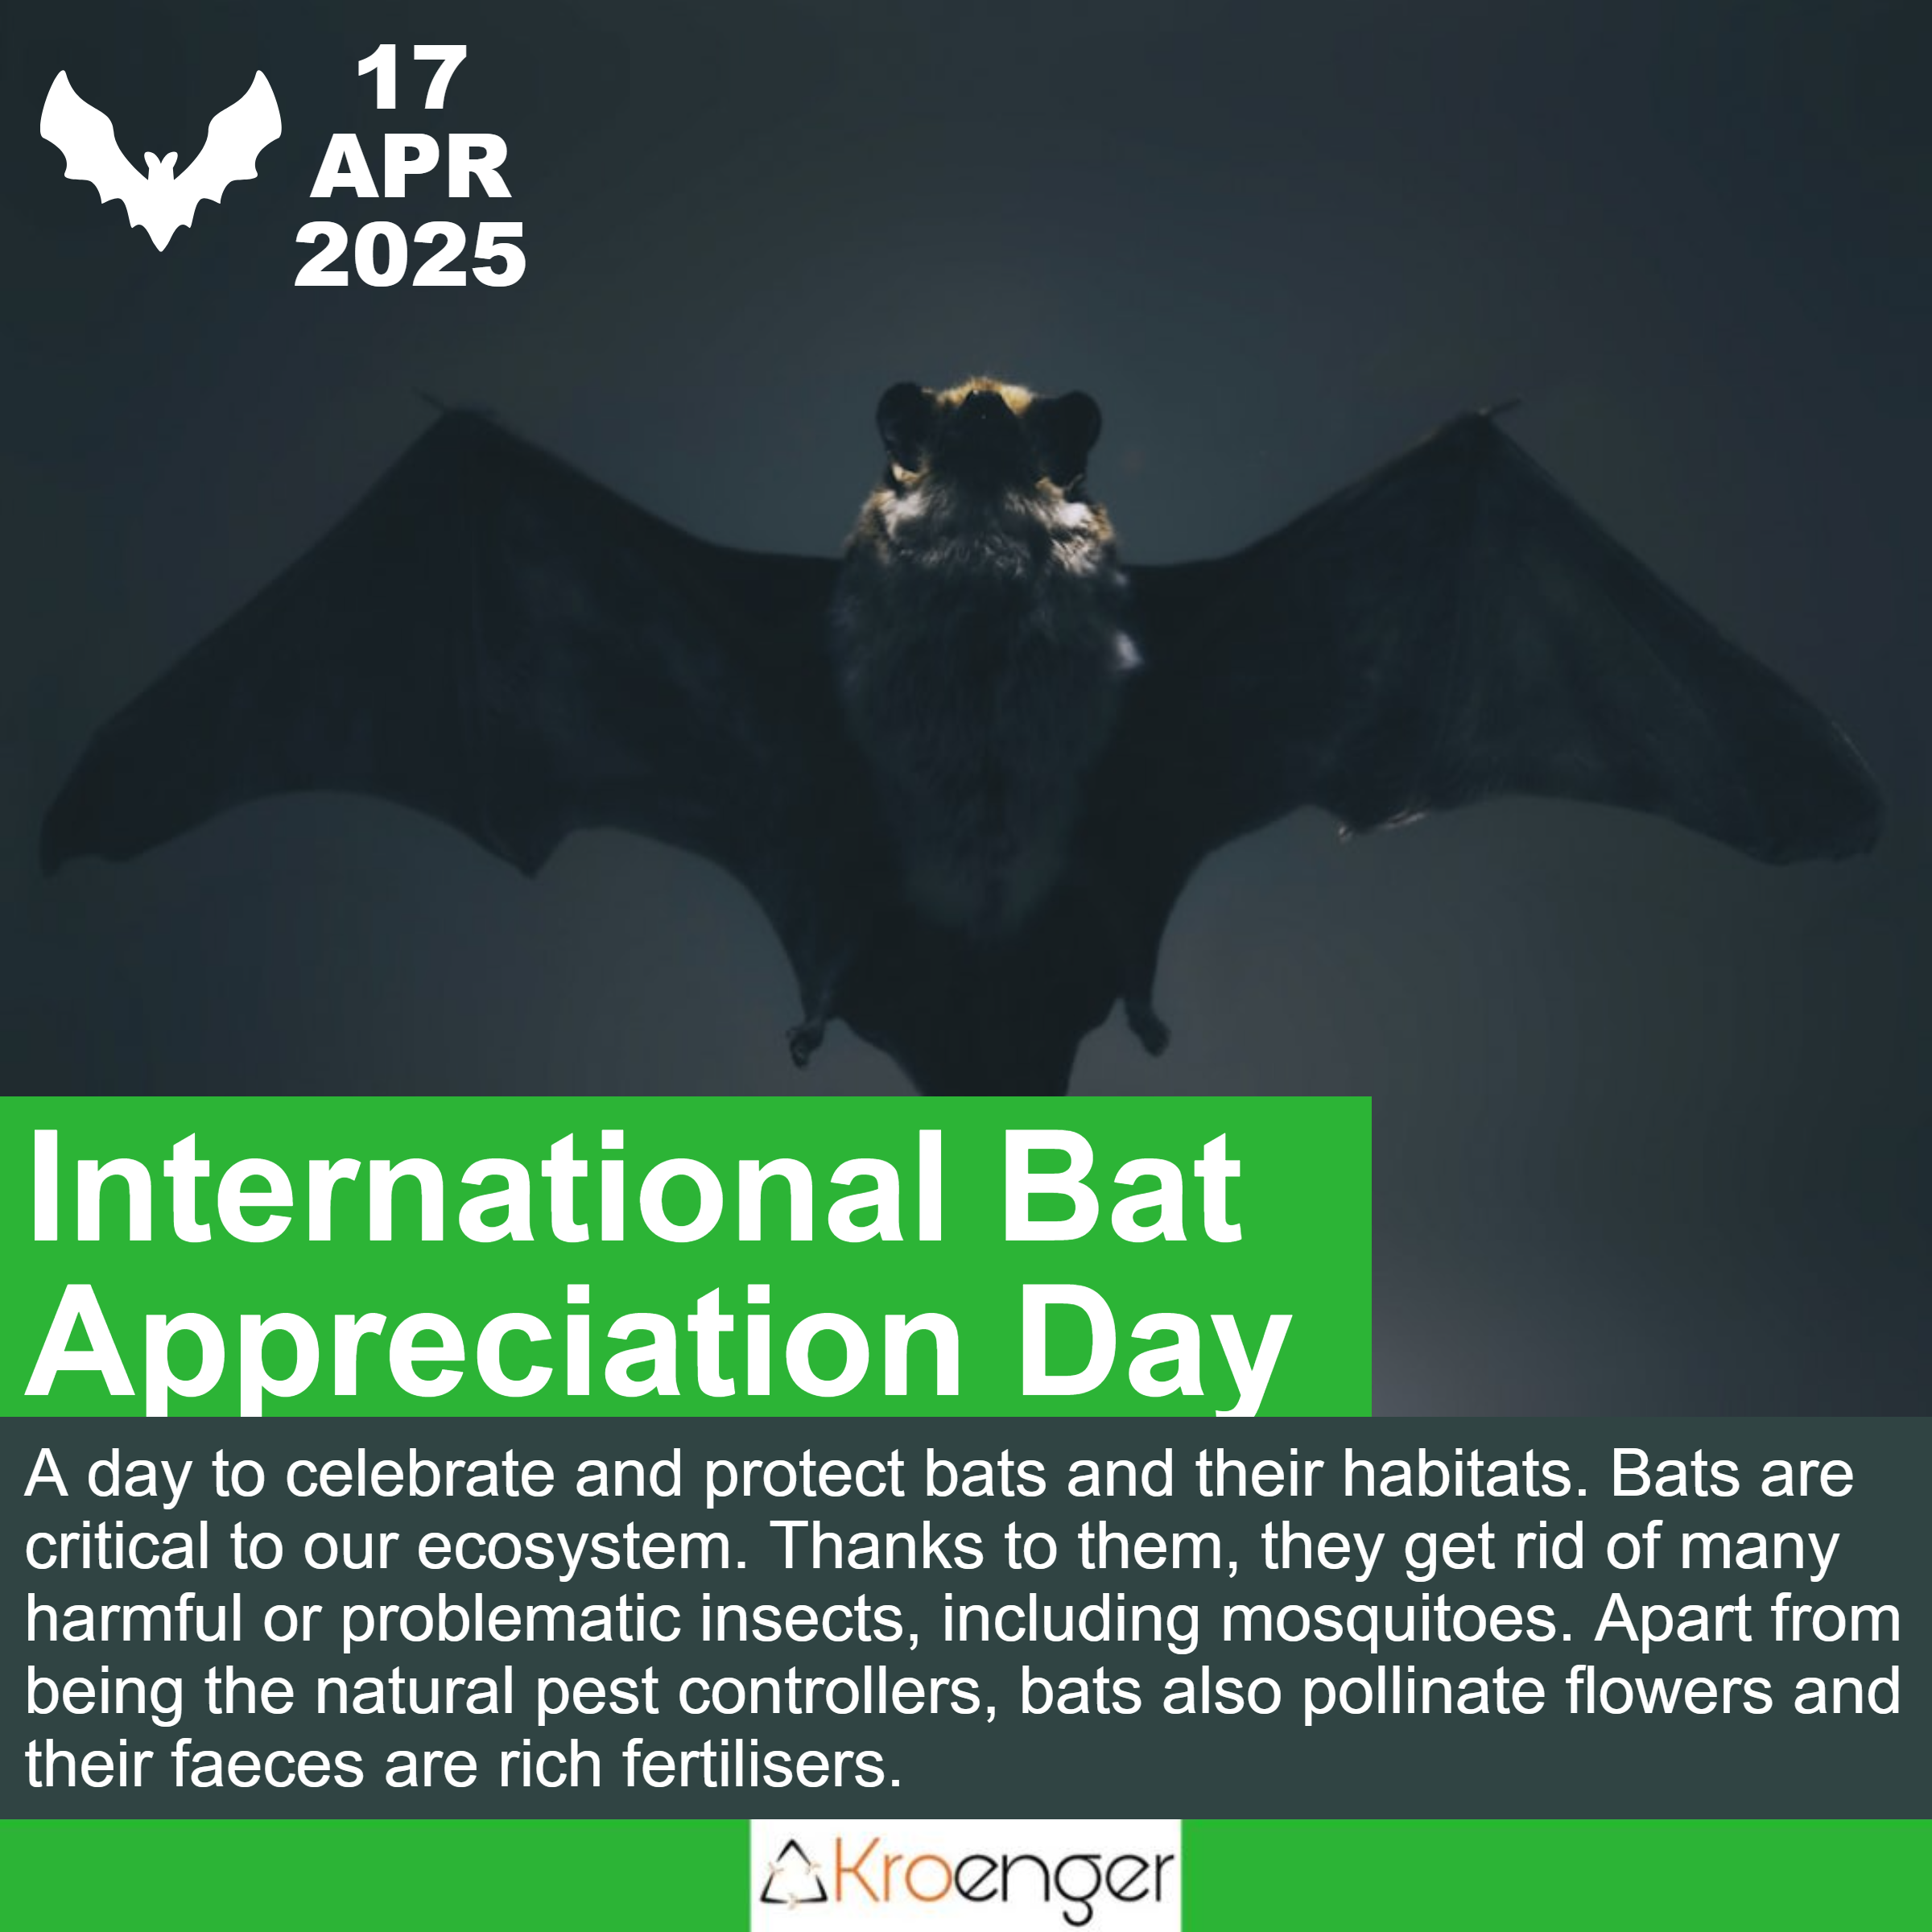 17
APR
2025
International Bat
Appreciation Day
A day to celebrate and protect bats and their habitats. Bats are
critical to our ecosystem. Thanks to them, they get rid of many
harmful or problematic insects, including mosquitoes. Apart from
being the natural pest controllers, bats also pollinate flowers and
their faeces are rich fertilisers.
Kroenger